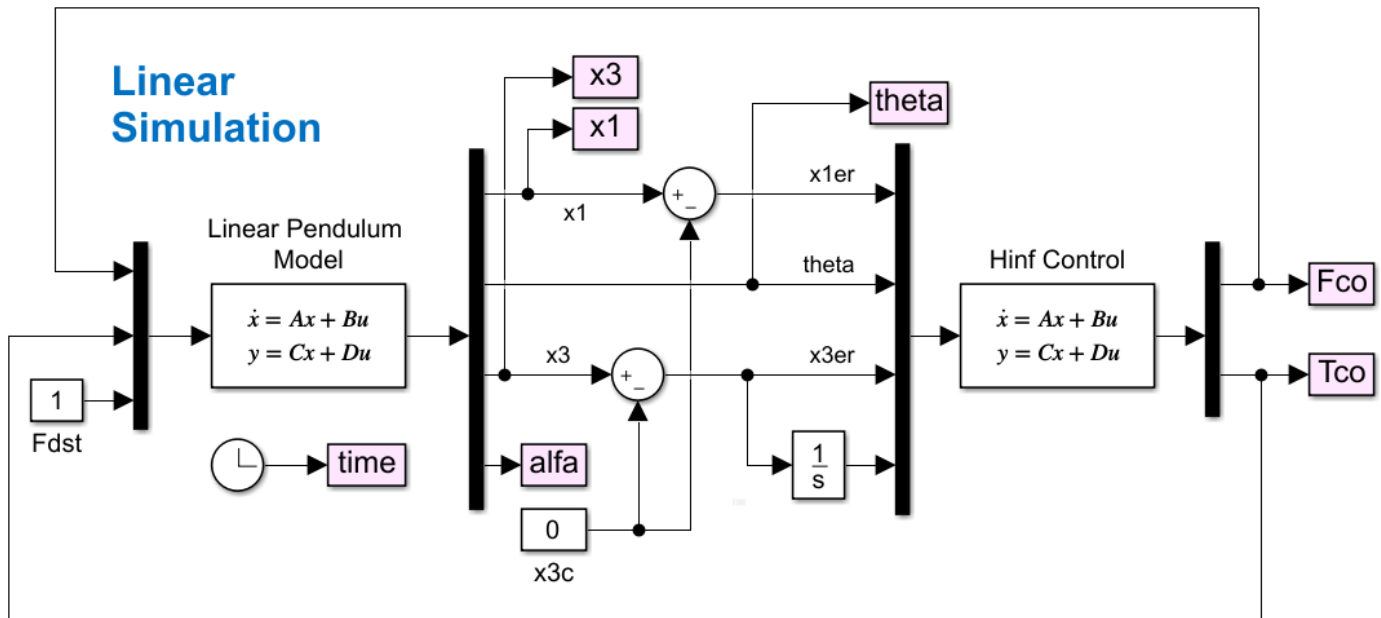 Linear
Simulation
x3
x1
theta
x1
+
−
x1er
Linear Pendulum
Model
ẋ = Ax + Bu
y = Cx + Du
theta
Hinf Control
ẋ = Ax + Bu
y = Cx + Du
Fco
x3
+
−
x3er
Tco
1
Fdst
time
alfa
1
s
0
x3c